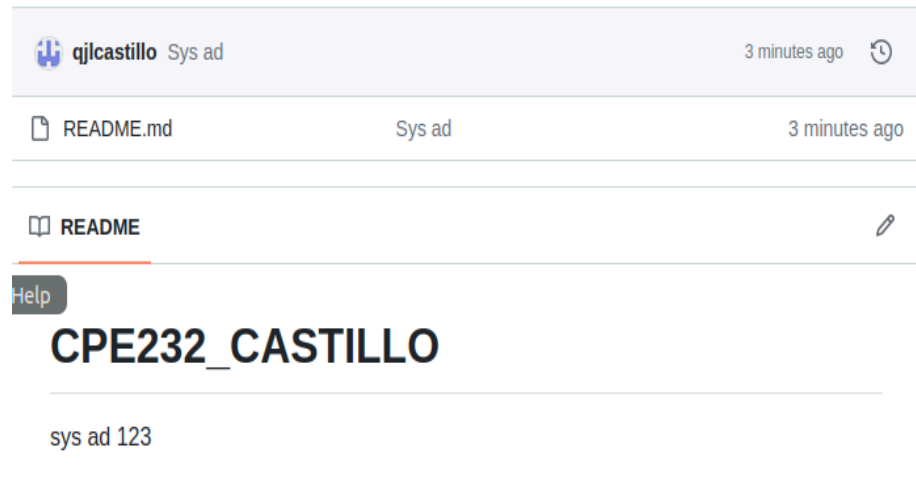 qjlcastillo Sys ad 3 minutes ago
README.md Sys ad 3 minutes ago
README
Help
CPE232_CASTILLO
sys ad 123